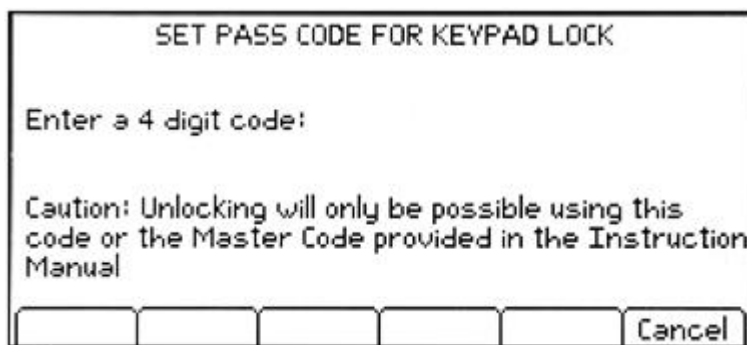 SET PASS CODE FOR KEYPAD LOCK
Enter a 4 digit code:
Caution: Unlocking will only be possible using this
code or the Master Code provided in the Instruction
Manual
Cancel